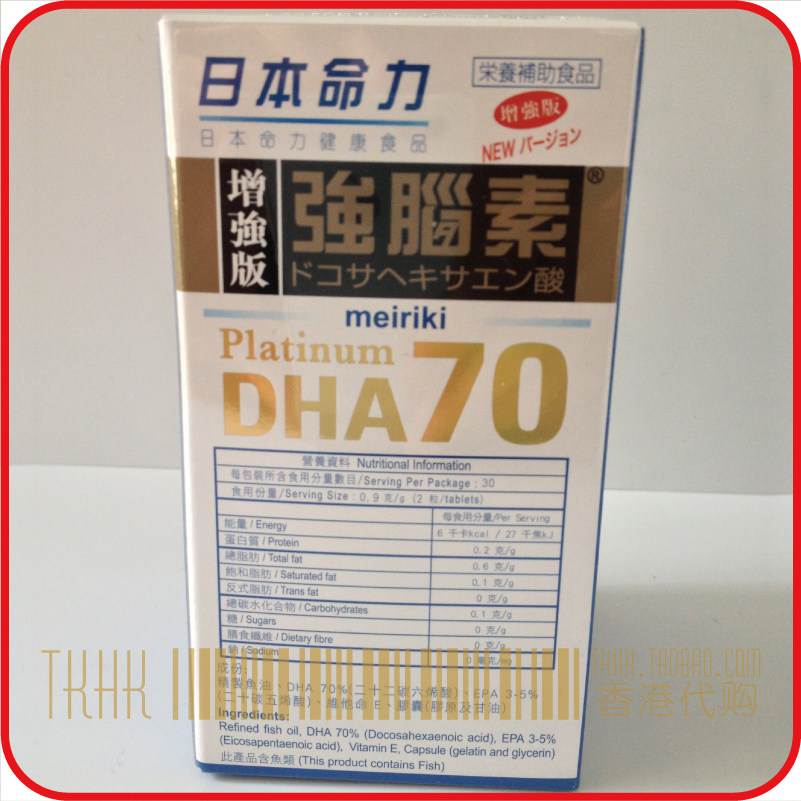 日本命力
栄養補助食品
日本命力健康食品
增強版
NEW バージョン
增強版
強腦素®
ドコサヘキサエン酸
meiriki
Platinum
DHA70
營養資料 Nutritional Information
每包裝所含食用分量數目/Serving Per Package : 30
食用份量/Serving Size : 0.9 克/g (2 粒/tablets)
每食用分量/Per Serving
能量 / Energy 6 千卡kcal / 27 千焦kJ
蛋白質 / Protein 0.2 克/g
總脂肪 / Total fat 0.6 克/g
飽和脂肪 / Saturated fat 0.1 克/g
反式脂肪 / Trans fat 0 克/g
總碳水化合物 / Carbohydrates 0.1 克/g
糖 / Sugars 0 克/g
膳食纖維 / Dietary fibre 0 克/g
鈉 / Sodium 0 毫克/mg
TKHK
TKHK.TAOBAO.COM
香港代购
成份:
精製魚油、DHA 70%(二十二碳六烯酸)、EPA 3-5%
(二十碳五烯酸)、維他命 E、膠囊(膠原及甘油)
Ingredients:
Refined fish oil, DHA 70% (Docosahexaenoic acid), EPA 3-5%
(Eicosapentaenoic acid), Vitamin E, Capsule (gelatin and glycerin)
此產品含魚類 (This product contains Fish)